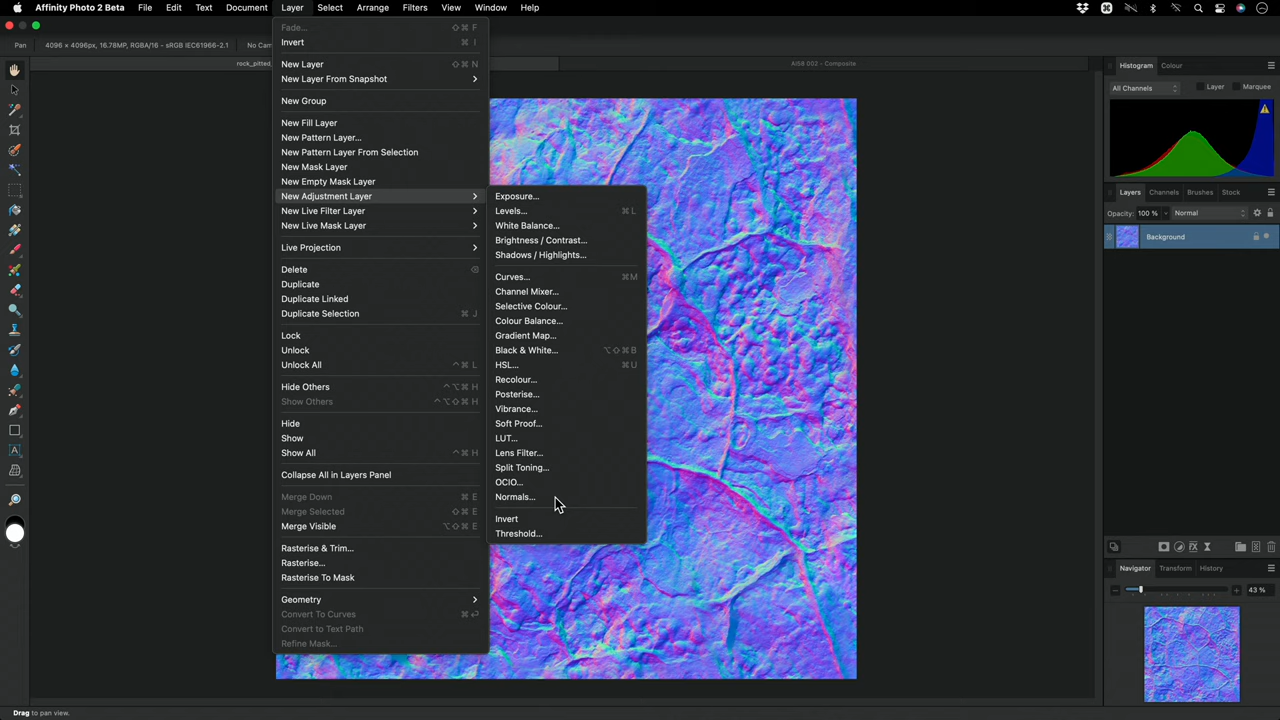 Affinity Photo 2 Beta File Edit Text Document Layer Select Arrange Filters View Window Help
Pan 4096 × 4096px, 16.78MP, RGBA/16 - sRGB IEC61966-2.1 No Cam
rock_pitted_
AI58 002 - Composite
Fade... ⇧⌘ F
Invert ⌘ I
New Layer ⇧⌘ N
New Layer From Snapshot
New Group
New Fill Layer
New Pattern Layer...
New Pattern Layer From Selection
New Mask Layer
New Empty Mask Layer
New Adjustment Layer
New Live Filter Layer
New Live Mask Layer
Live Projection
Delete
Duplicate
Duplicate Linked
Duplicate Selection ⌘ J
Lock
Unlock
Unlock All ^⌘ L
Hide Others ^⌥⌘ H
Show Others ^⌥⇧⌘ H
Hide
Show
Show All ^⌘ H
Collapse All in Layers Panel
Merge Down ⌘ E
Merge Selected ⇧⌘ E
Merge Visible ⌥⇧⌘ E
Rasterise & Trim...
Rasterise...
Rasterise To Mask
Geometry
Convert To Curves ⌘↩
Convert to Text Path
Refine Mask...
Exposure...
Levels... ⌘L
White Balance...
Brightness / Contrast...
Shadows / Highlights...
Curves... ⌘M
Channel Mixer...
Selective Colour...
Colour Balance...
Gradient Map...
Black & White... ⌥⇧⌘B
HSL... ⌘U
Recolour...
Posterise...
Vibrance...
Soft Proof...
LUT...
Lens Filter...
Split Toning...
OCIO...
Normals...
Invert
Threshold...
Histogram Colour
All Channels Layer Marquee
Layers Channels Brushes Stock
Opacity: 100 % Normal
Background
Navigator Transform History
43 %
Drag to pan view.